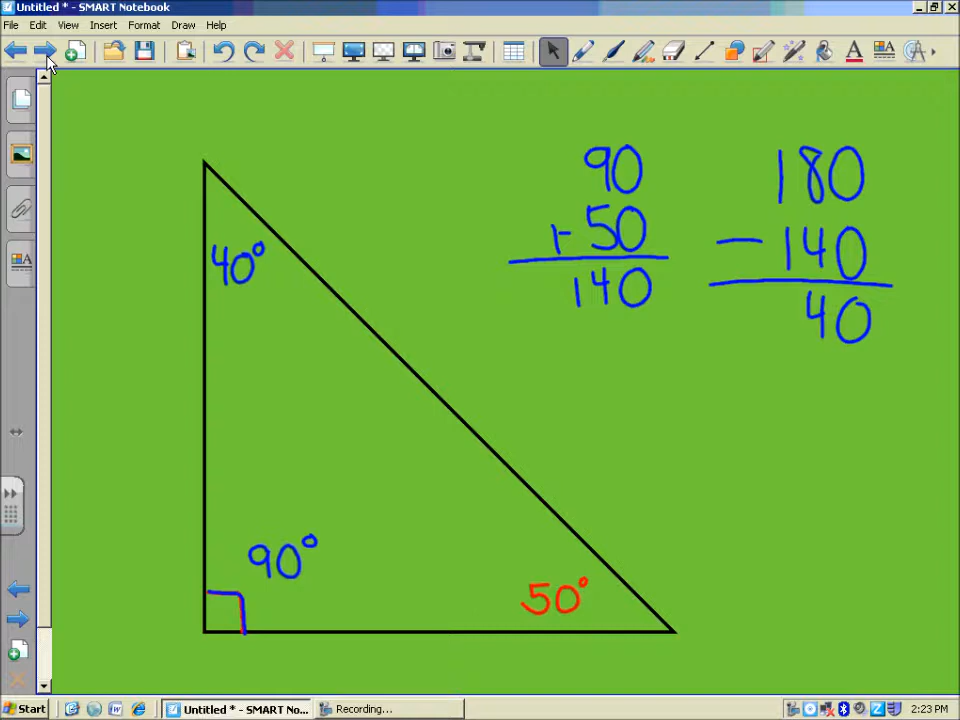 Untitled * - SMART Notebook
File Edit View Insert Format Draw Help
90
+50
140
180
-140
40
40°
90°
50°
Start
Untitled * - SMART No...
Recording...
2:23 PM